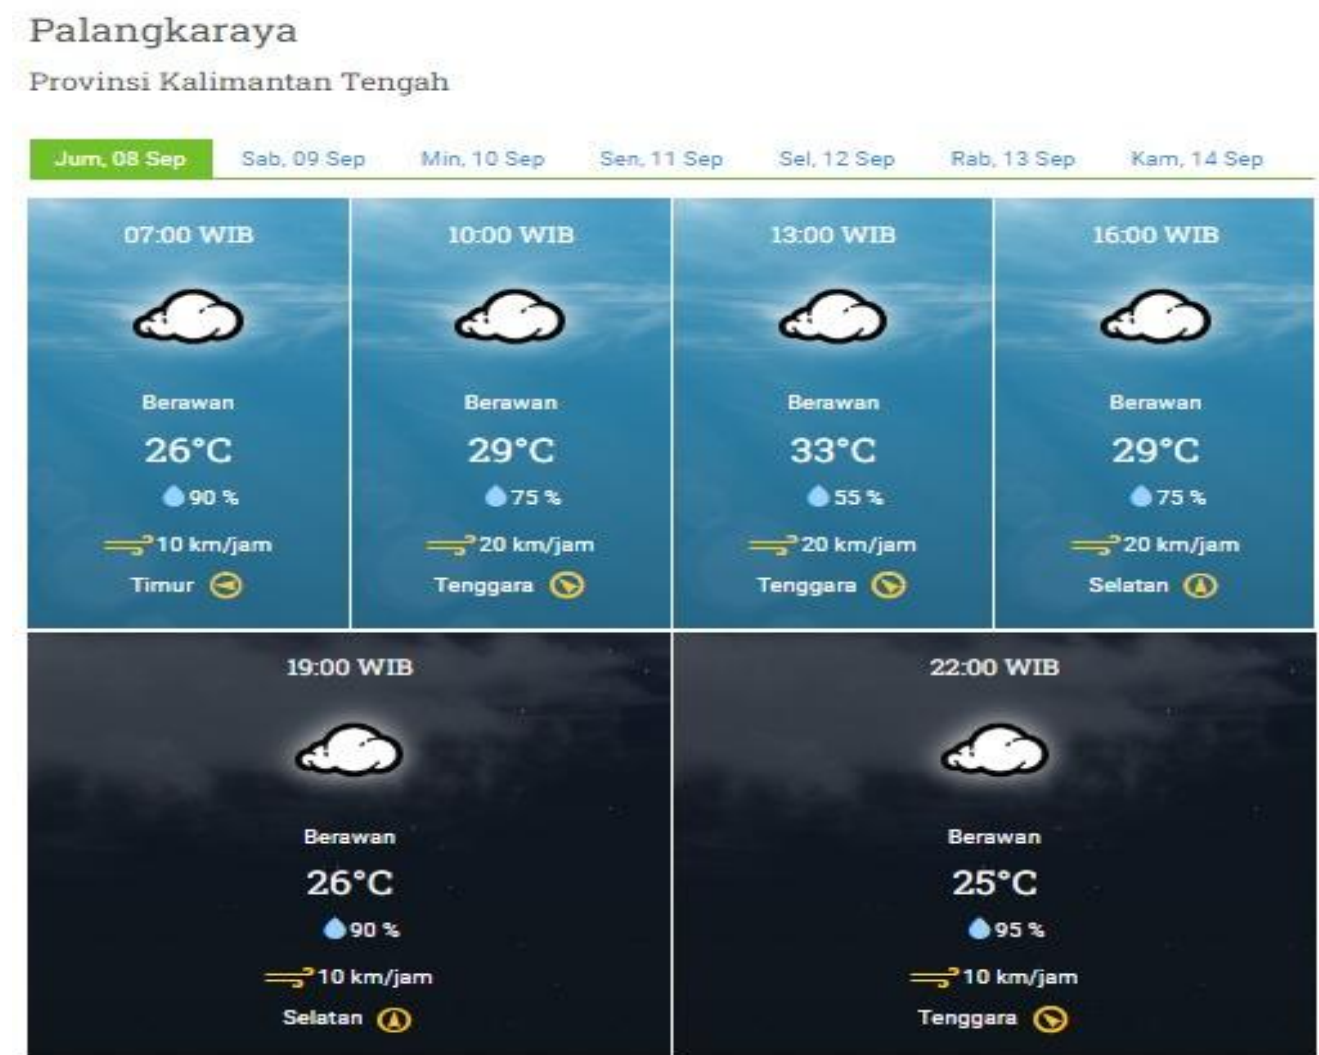 Palangkaraya
Provinsi Kalimantan Tengah
Jum, 08 Sep Sab, 09 Sep Min, 10 Sep Sen, 11 Sep Sel, 12 Sep Rab, 13 Sep Kam, 14 Sep
07:00 WIB 10:00 WIB 13:00 WIB 16:00 WIB
Berawan Berawan Berawan Berawan
26°C 29°C 33°C 29°C
90 % 75 % 55 % 75 %
10 km/jam 20 km/jam 20 km/jam 20 km/jam
Timur Tenggara Tenggara Selatan
19:00 WIB 22:00 WIB
Berawan Berawan
26°C 25°C
90 % 95 %
10 km/jam 10 km/jam
Selatan Tenggara